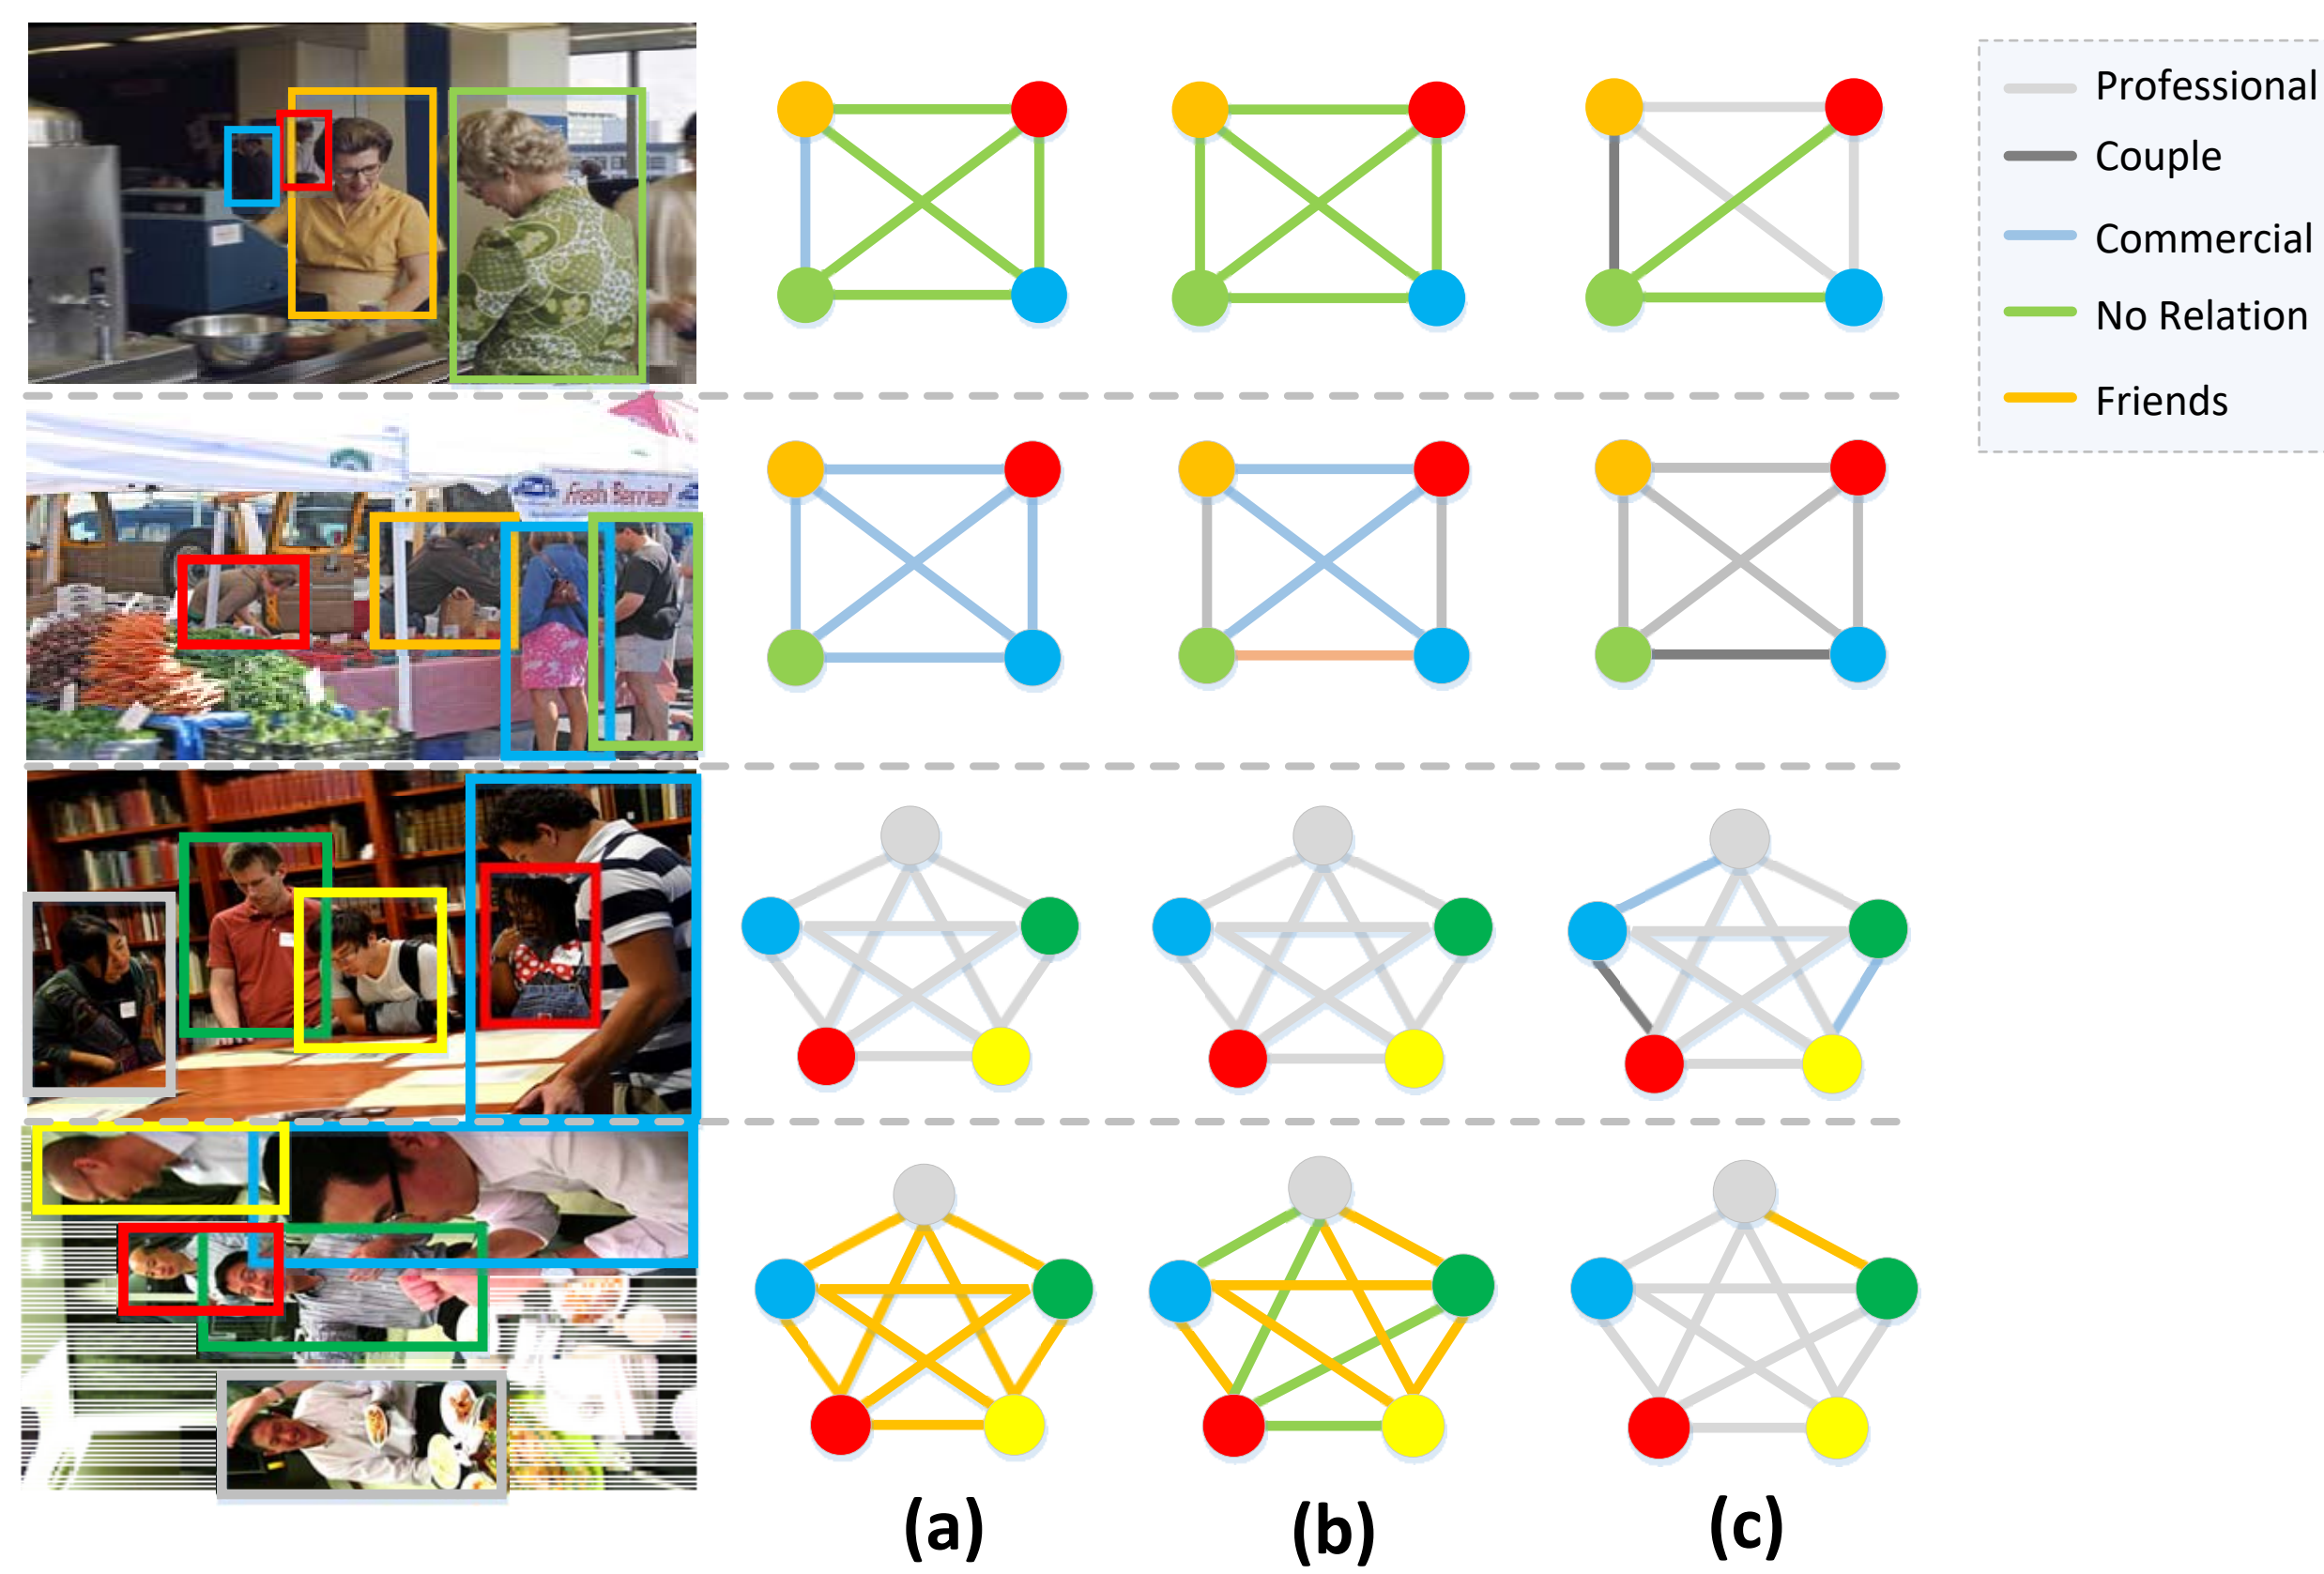 Professional
Couple
Commercial
No Relation
Friends
Fresh Berries!
(a)
(b)
(c)